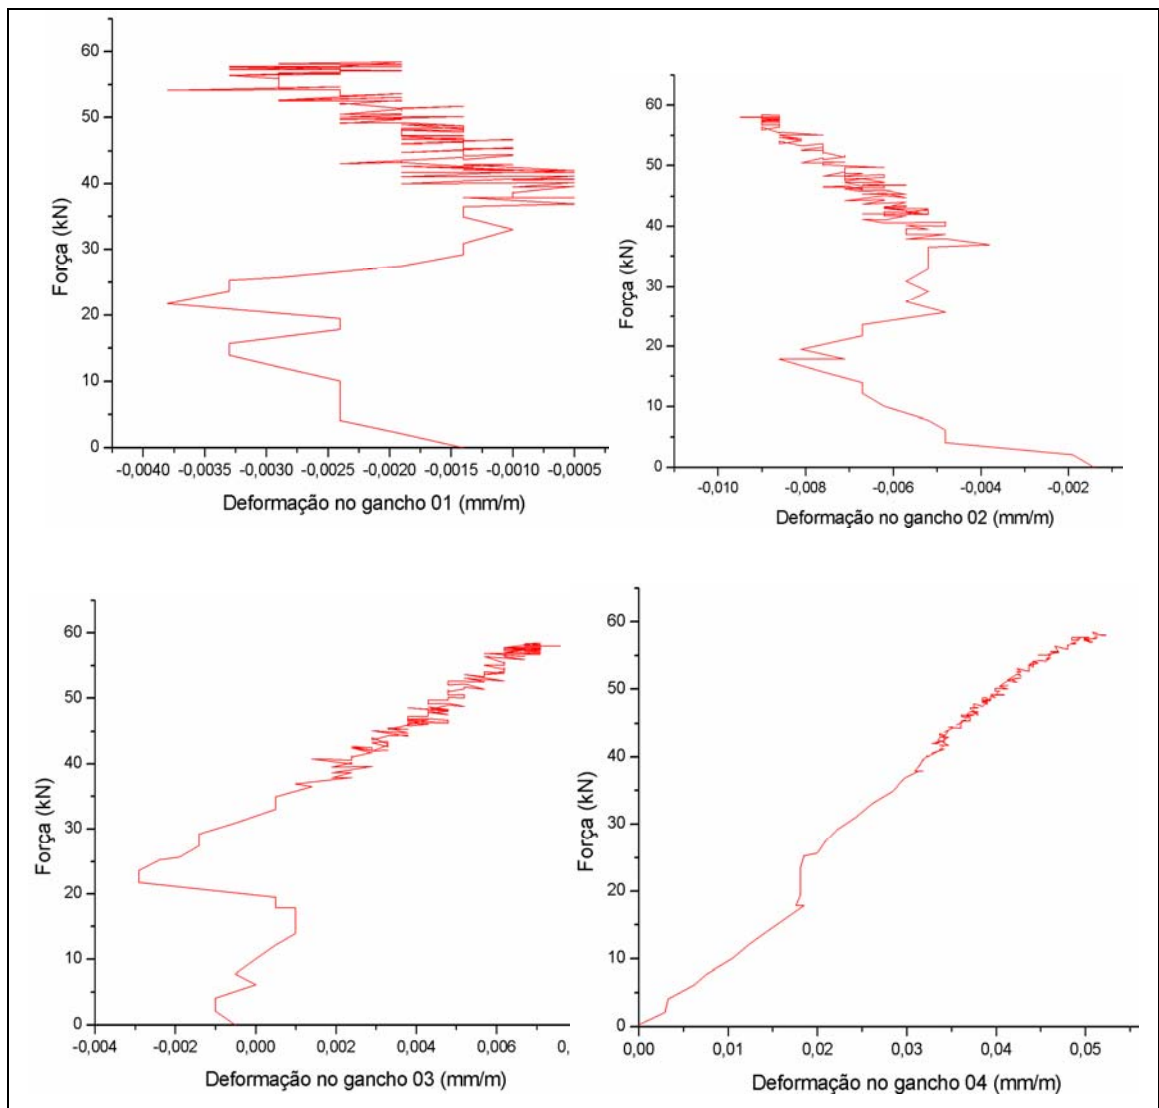 60
50
40
30
20
10
0
Força (kN)
-0,0040 -0,0035 -0,0030 -0,0025 -0,0020 -0,0015 -0,0010 -0,0005
Deformação no gancho 01 (mm/m)
60
50
40
30
20
10
0
Força (kN)
-0,010 -0,008 -0,006 -0,004 -0,002
Deformação no gancho 02 (mm/m)
60
50
40
30
20
10
0
Força (kN)
-0,004 -0,002 0,000 0,002 0,004 0,006 0,
Deformação no gancho 03 (mm/m)
60
50
40
30
20
10
0
Força (kN)
0,00 0,01 0,02 0,03 0,04 0,05
Deformação no gancho 04 (mm/m)